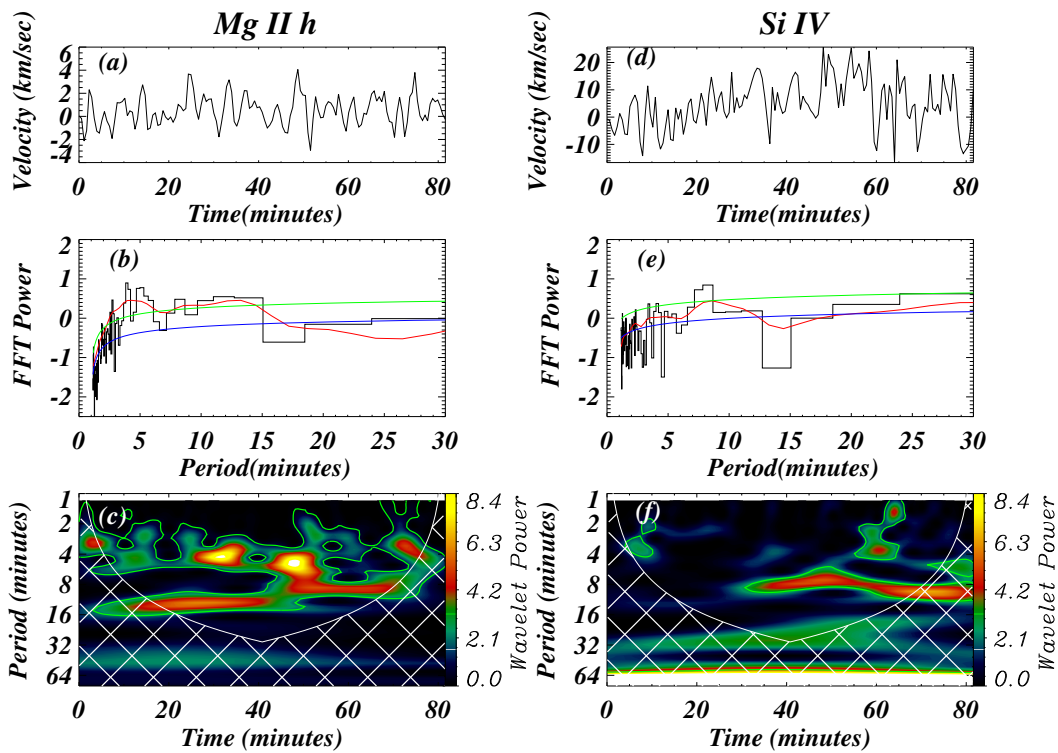 Mg II h
Si IV
(a)
6
4
2
0
-2
-4
Velocity (km/sec)
0 20 40 60 80
Time(minutes)
(d)
20
10
0
-10
Velocity (km/sec)
0 20 40 60 80
Time(minutes)
(b)
2
1
0
-1
-2
FFT Power
0 5 10 15 20 25 30
Period(minutes)
(e)
2
1
0
-1
-2
FFT Power
0 5 10 15 20 25 30
Period(minutes)
(c)
1
2
4
8
16
32
64
Period (minutes)
0 20 40 60 80
Time (minutes)
8.4
6.3
4.2
2.1
0.0
Wavelet Power
(f)
1
2
4
8
16
32
64
Period (minutes)
0 20 40 60 80
Time (minutes)
8.4
6.3
4.2
2.1
0.0
Wavelet Power